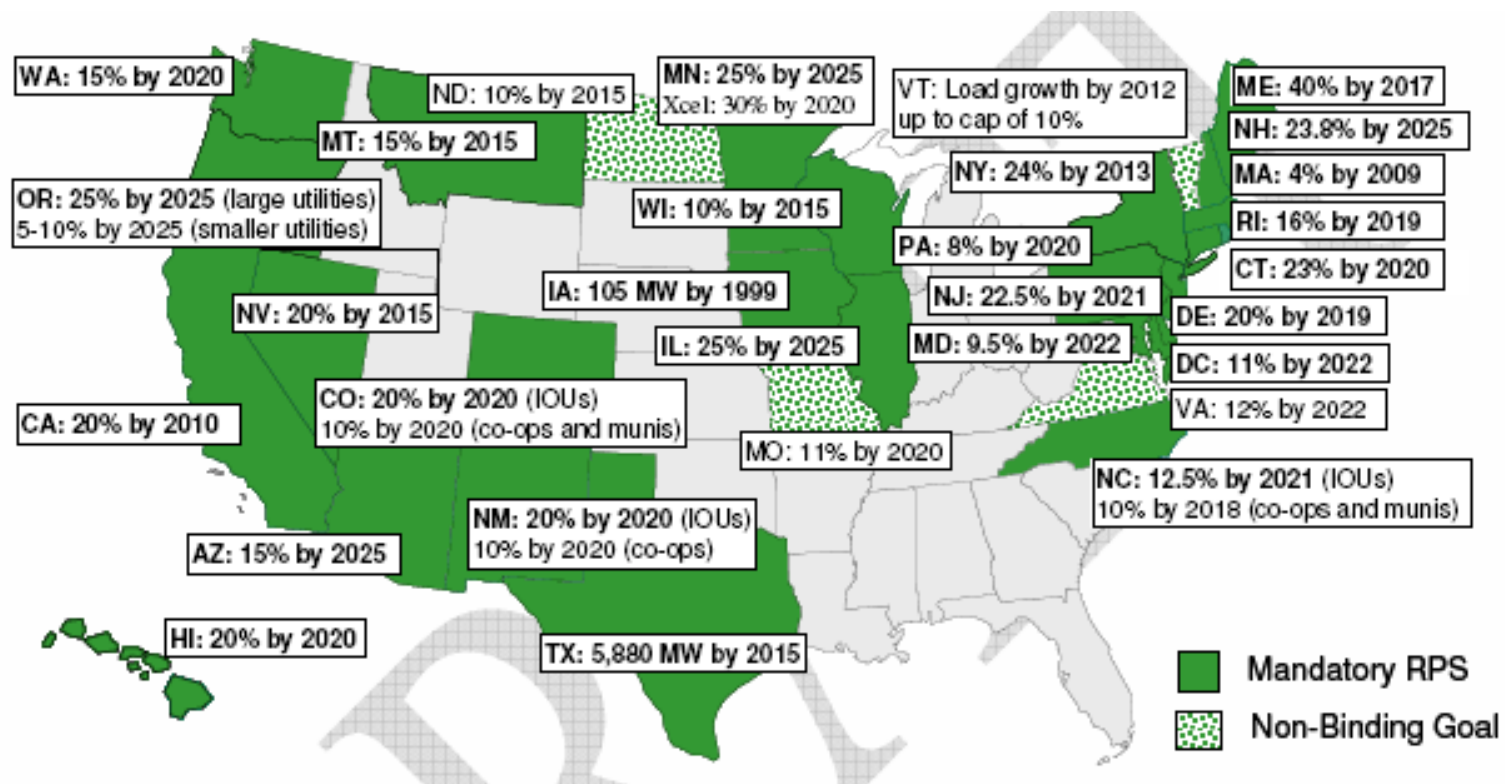 WA: 15% by 2020
ND: 10% by 2015
MN: 25% by 2025
Xcel: 30% by 2020
VT: Load growth by 2012
up to cap of 10%
ME: 40% by 2017
NH: 23.8% by 2025
MT: 15% by 2015
NY: 24% by 2013
MA: 4% by 2009
OR: 25% by 2025 (large utilities)
5-10% by 2025 (smaller utilities)
WI: 10% by 2015
RI: 16% by 2019
PA: 8% by 2020
CT: 23% by 2020
IA: 105 MW by 1999
NJ: 22.5% by 2021
NV: 20% by 2015
DE: 20% by 2019
IL: 25% by 2025
MD: 9.5% by 2022
DC: 11% by 2022
CO: 20% by 2020 (IOUs)
10% by 2020 (co-ops and munis)
VA: 12% by 2022
CA: 20% by 2010
MO: 11% by 2020
NC: 12.5% by 2021 (IOUs)
10% by 2018 (co-ops and munis)
NM: 20% by 2020 (IOUs)
10% by 2020 (co-ops)
AZ: 15% by 2025
HI: 20% by 2020
TX: 5,880 MW by 2015
Mandatory RPS
Non-Binding Goal